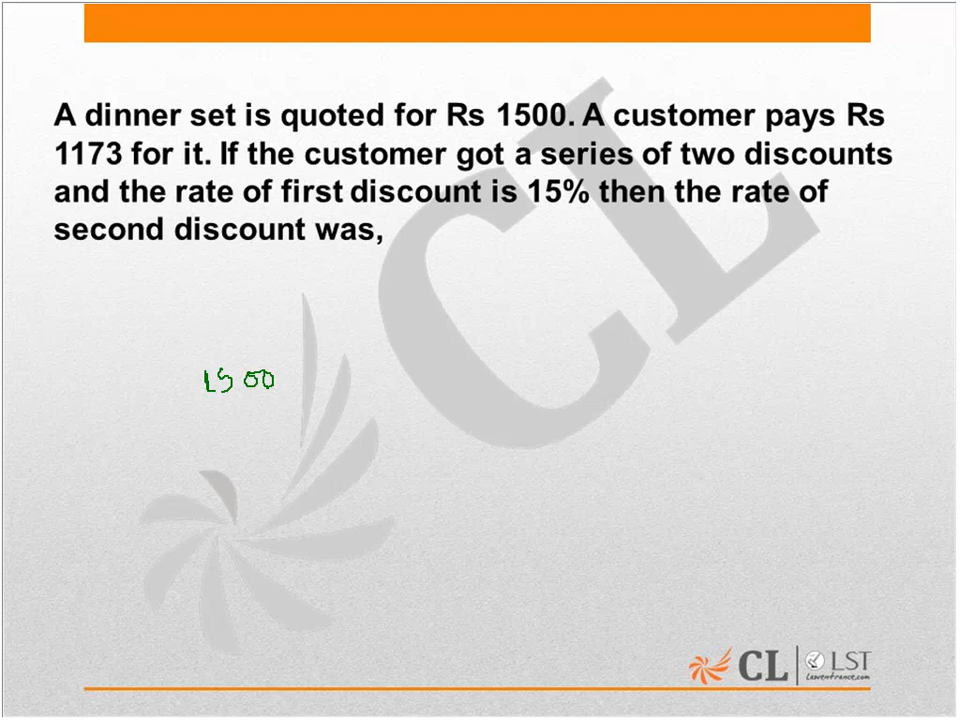 A dinner set is quoted for Rs 1500. A customer pays Rs
1173 for it. If the customer got a series of two discounts
and the rate of first discount is 15% then the rate of
second discount was,
CL
1500
CL LST
Lawentrance.com